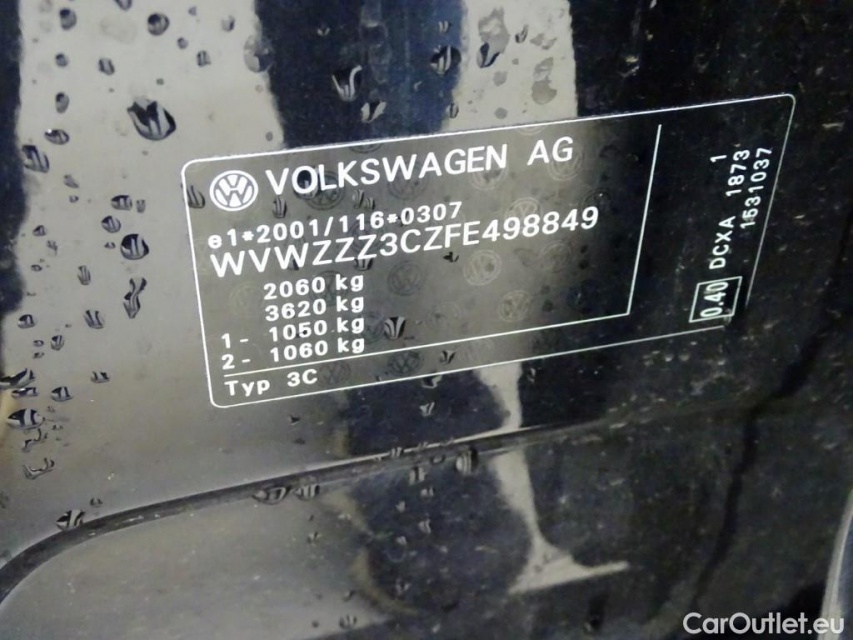 VOLKSWAGEN AG
e1*2001/116*0307
WVWZZZ3CZFE498849
2060 kg
3620 kg
1- 1050 kg
2- 1060 kg
Typ 3C
0.40 DCXA 1873 1
1531037
CarOutlet.eu